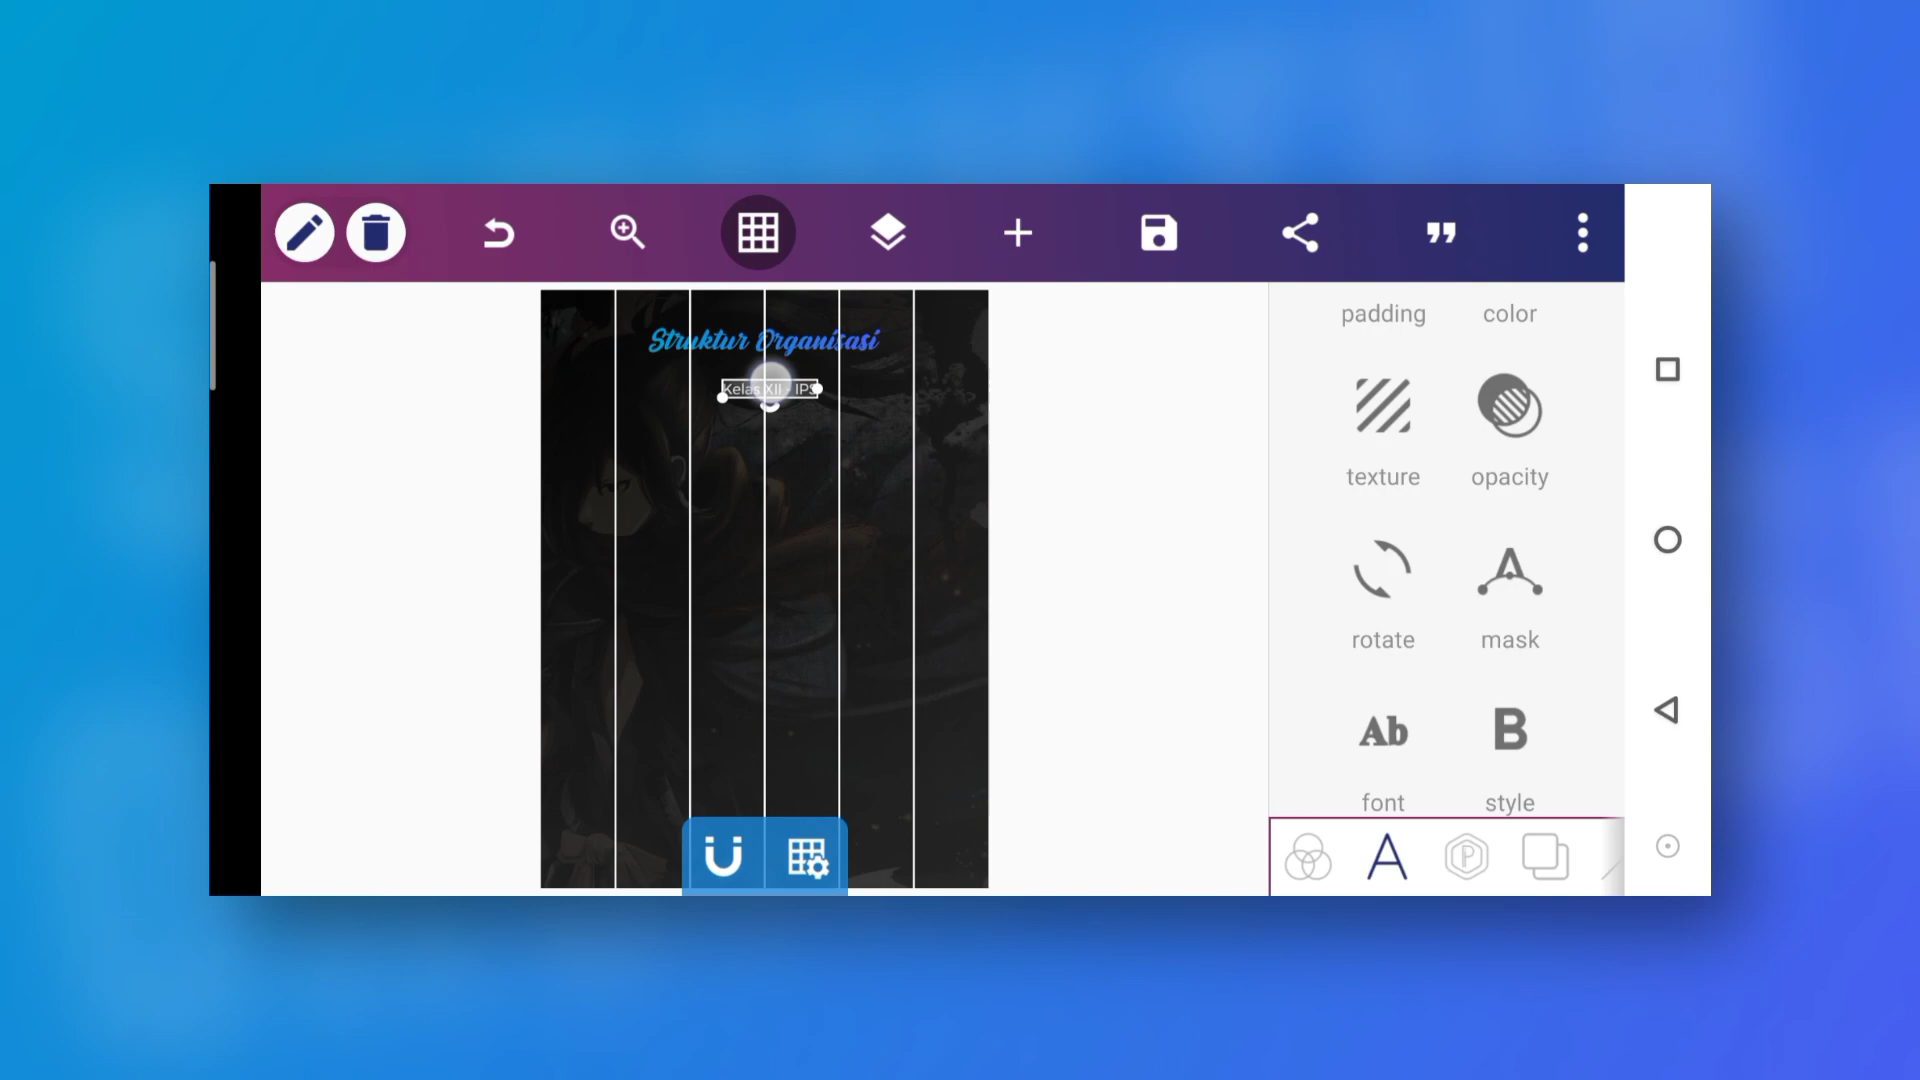 padding color
Struktur Organisasi
Kelas XII - IPS
texture opacity
rotate mask
Ab B
font style
A P